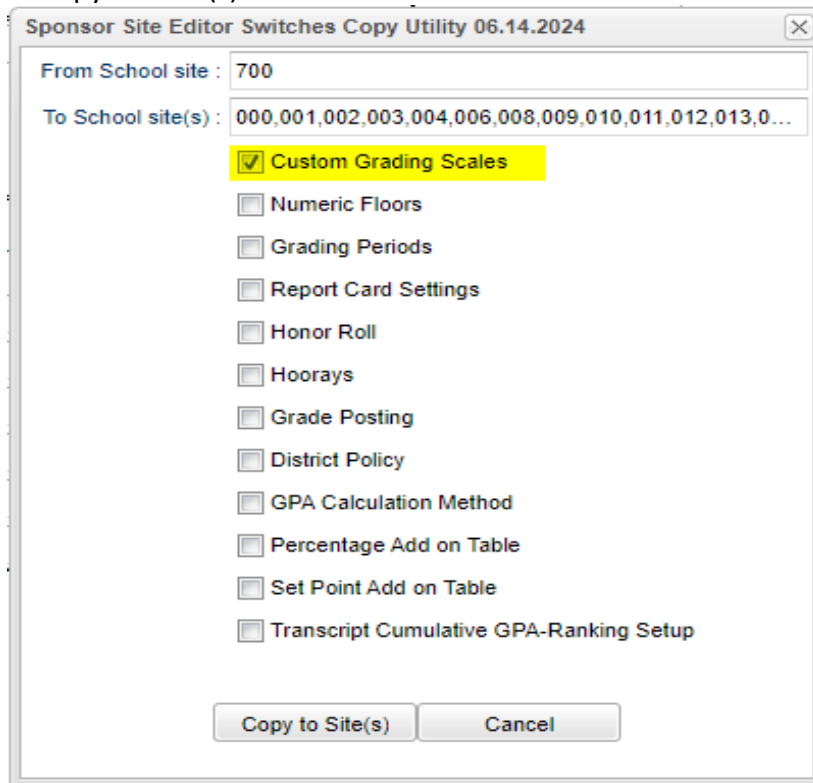 Sponsor Site Editor Switches Copy Utility 06.14.2024
From School site : 700
To School site(s) : 000,001,002,003,004,006,008,009,010,011,012,013,0...
Custom Grading Scales
Numeric Floors
Grading Periods
Report Card Settings
Honor Roll
Hoorays
Grade Posting
District Policy
GPA Calculation Method
Percentage Add on Table
Set Point Add on Table
Transcript Cumulative GPA-Ranking Setup
Copy to Site(s) Cancel